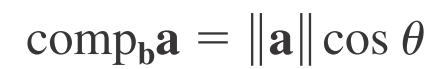 comp_b a = ‖a‖ cos θ